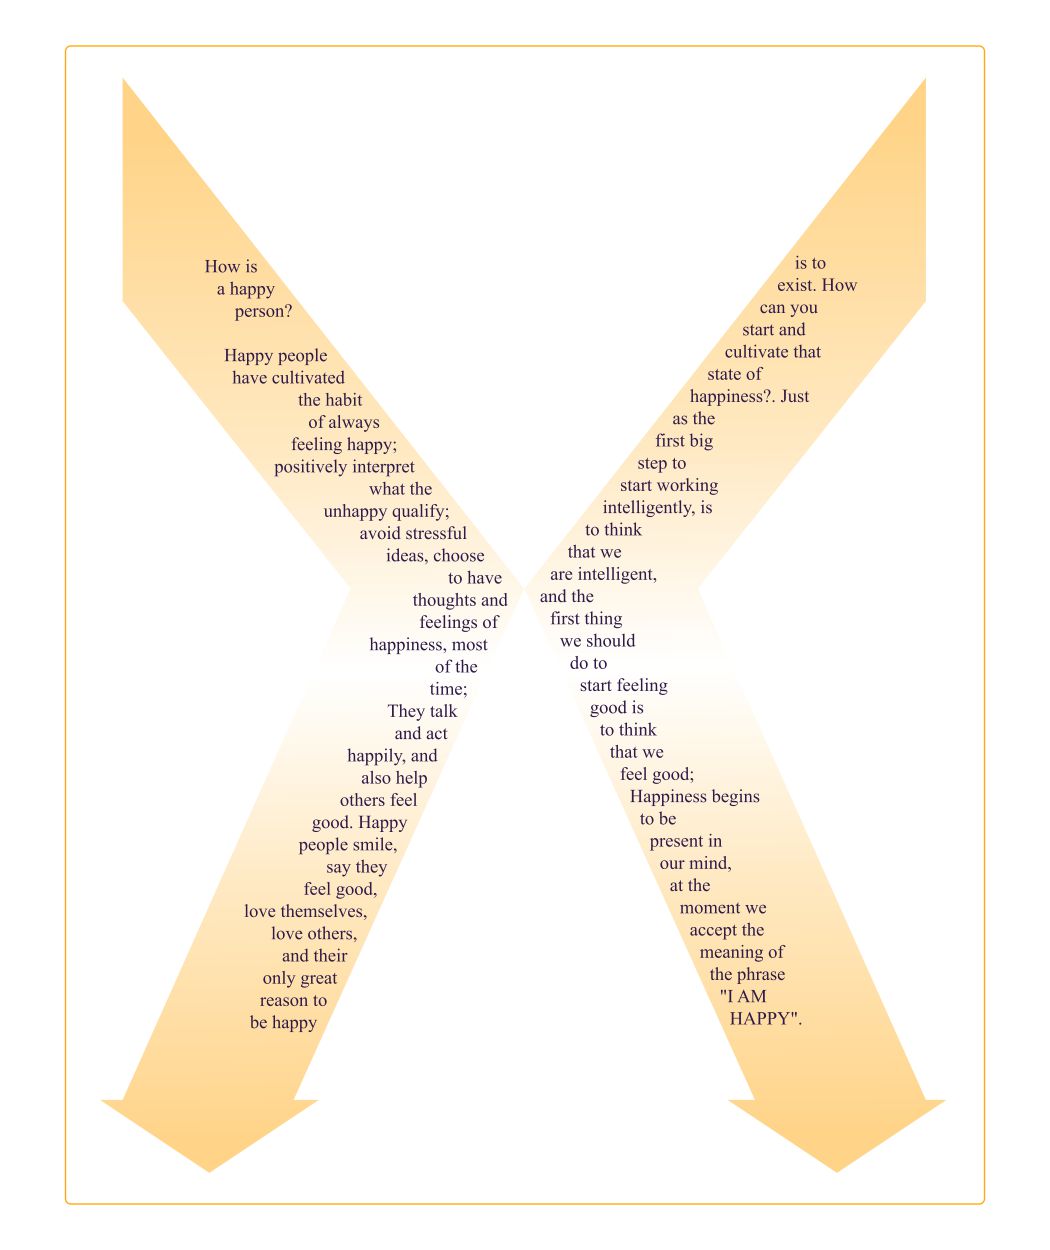 How is
a happy
person?
Happy people
have cultivated
the habit
of always
feeling happy;
positively interpret
what the
unhappy qualify;
avoid stressful
ideas, choose
to have
thoughts and
feelings of
happiness, most
of the
time;
They talk
and act
happily, and
also help
others feel
good. Happy
people smile,
say they
feel good,
love themselves,
love others,
and their
only great
reason to
be happy
is to
exist. How
can you
start and
cultivate that
state of
happiness?. Just
as the
first big
step to
start working
intelligently, is
to think
that we
are intelligent,
and the
first thing
we should
do to
start feeling
good is
to think
that we
feel good;
Happiness begins
to be
present in
our mind,
at the
moment we
accept the
meaning of
the phrase
"I AM
HAPPY".